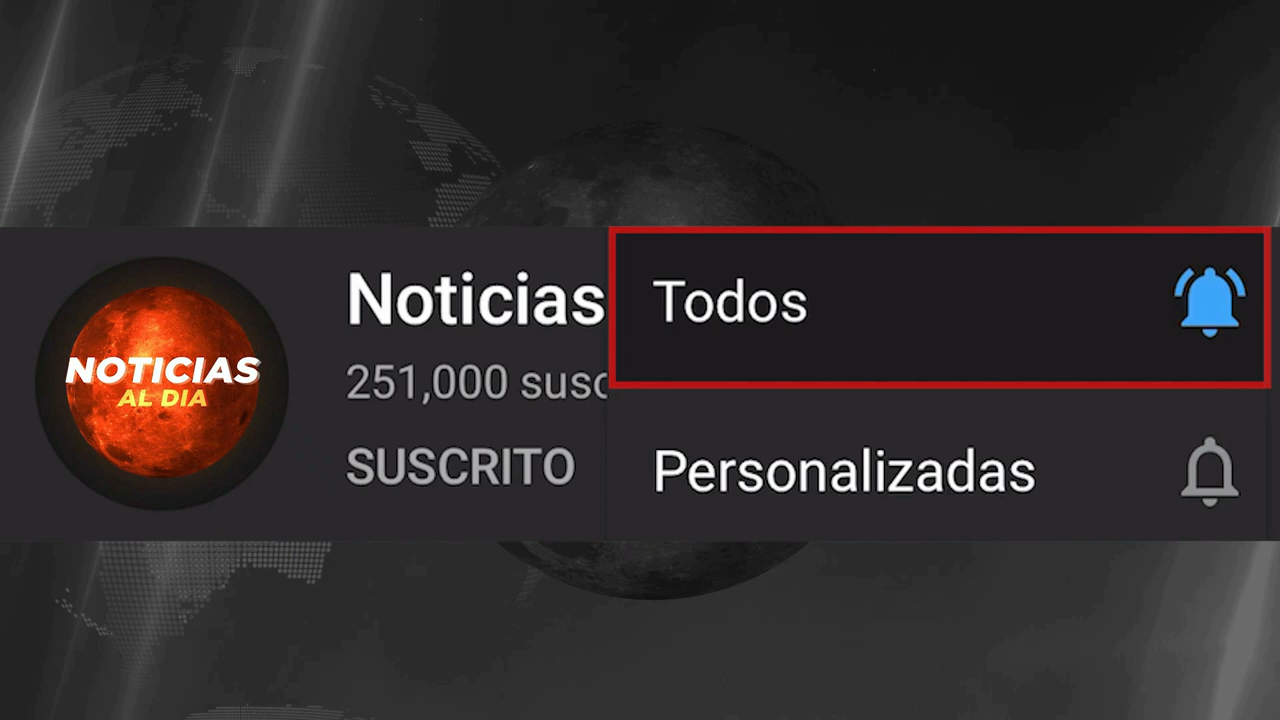 NOTICIAS
AL DIA
Noticias
251,000 susc
SUSCRITO
Todos
Personalizadas